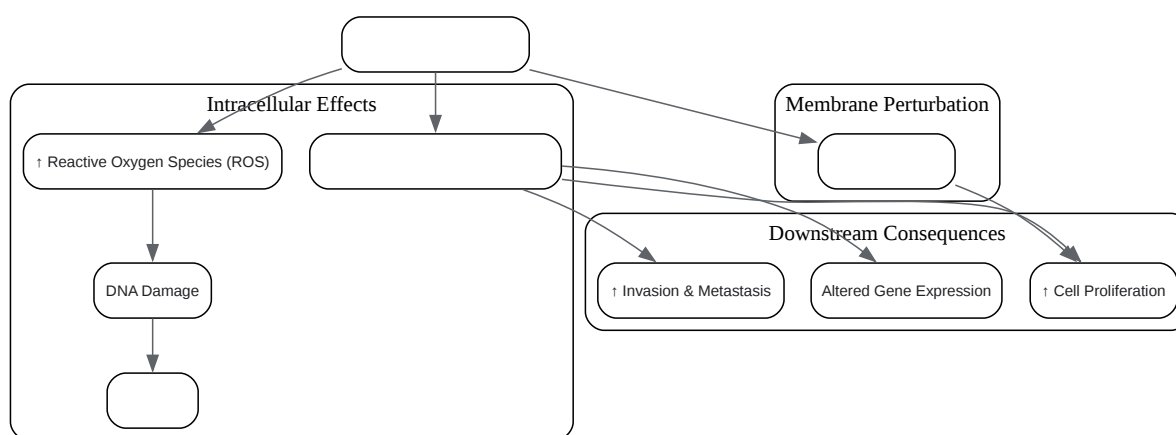 Intracellular Effects
Membrane Perturbation
↑ Reactive Oxygen Species (ROS)
Downstream Consequences
DNA Damage
↑ Invasion & Metastasis
Altered Gene Expression
↑ Cell Proliferation